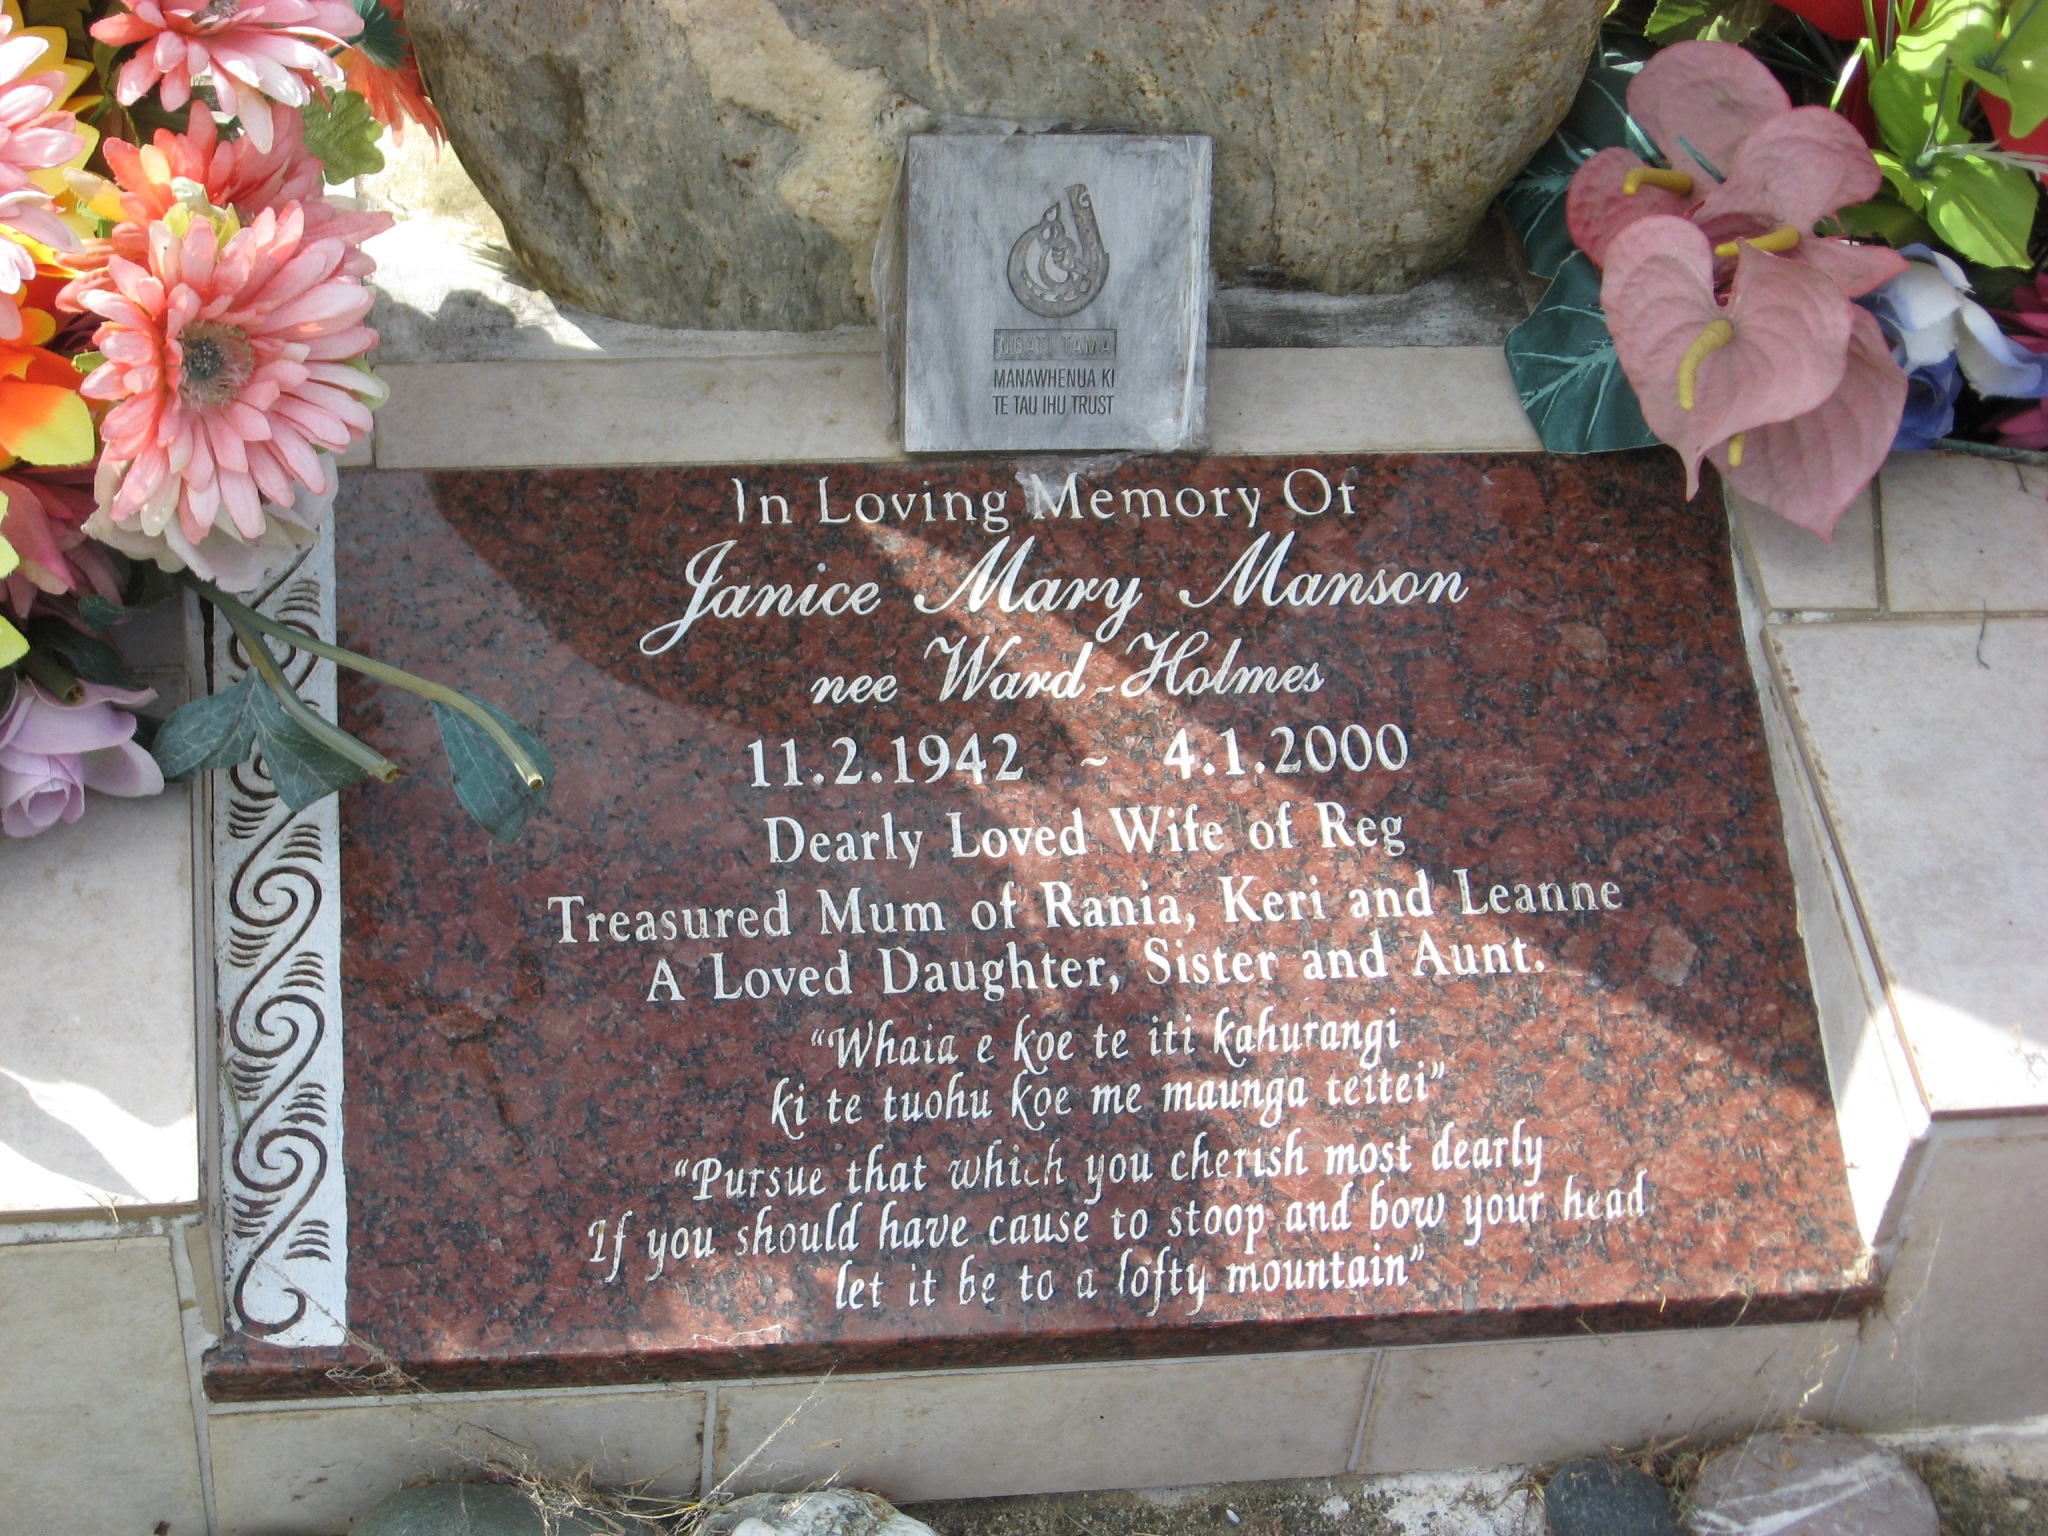 NGATI TAMA
MANAWHENUA KI
TE TAU IHU TRUST
In Loving Memory Of
Janice Mary Manson
nee Ward-Holmes
11.2.1942 ~ 4.1.2000
Dearly Loved Wife of Reg
Treasured Mum of Rania, Keri and Leanne
A Loved Daughter, Sister and Aunt.
"Whaia e koe te iti kahurangi
ki te tuohu koe me maunga teitei"
"Pursue that which you cherish most dearly
If you should have cause to stoop and bow your head
let it be to a lofty mountain"